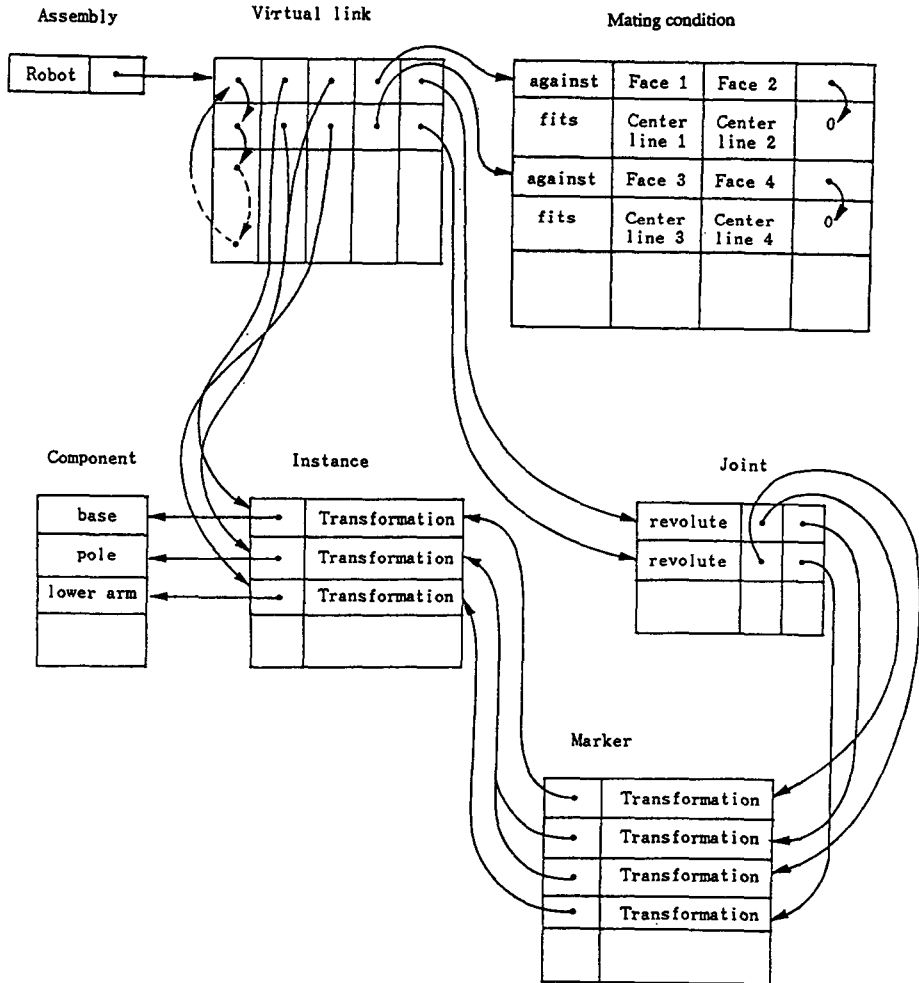 Assembly
Virtual link
Mating condition
Robot
against Face 1 Face 2
fits Center line 1 Center line 2 0
against Face 3 Face 4
fits Center line 3 Center line 4 0
Component
Instance
Joint
base
Transformation
revolute
pole
Transformation
revolute
lower arm
Transformation
Marker
Transformation
Transformation
Transformation
Transformation